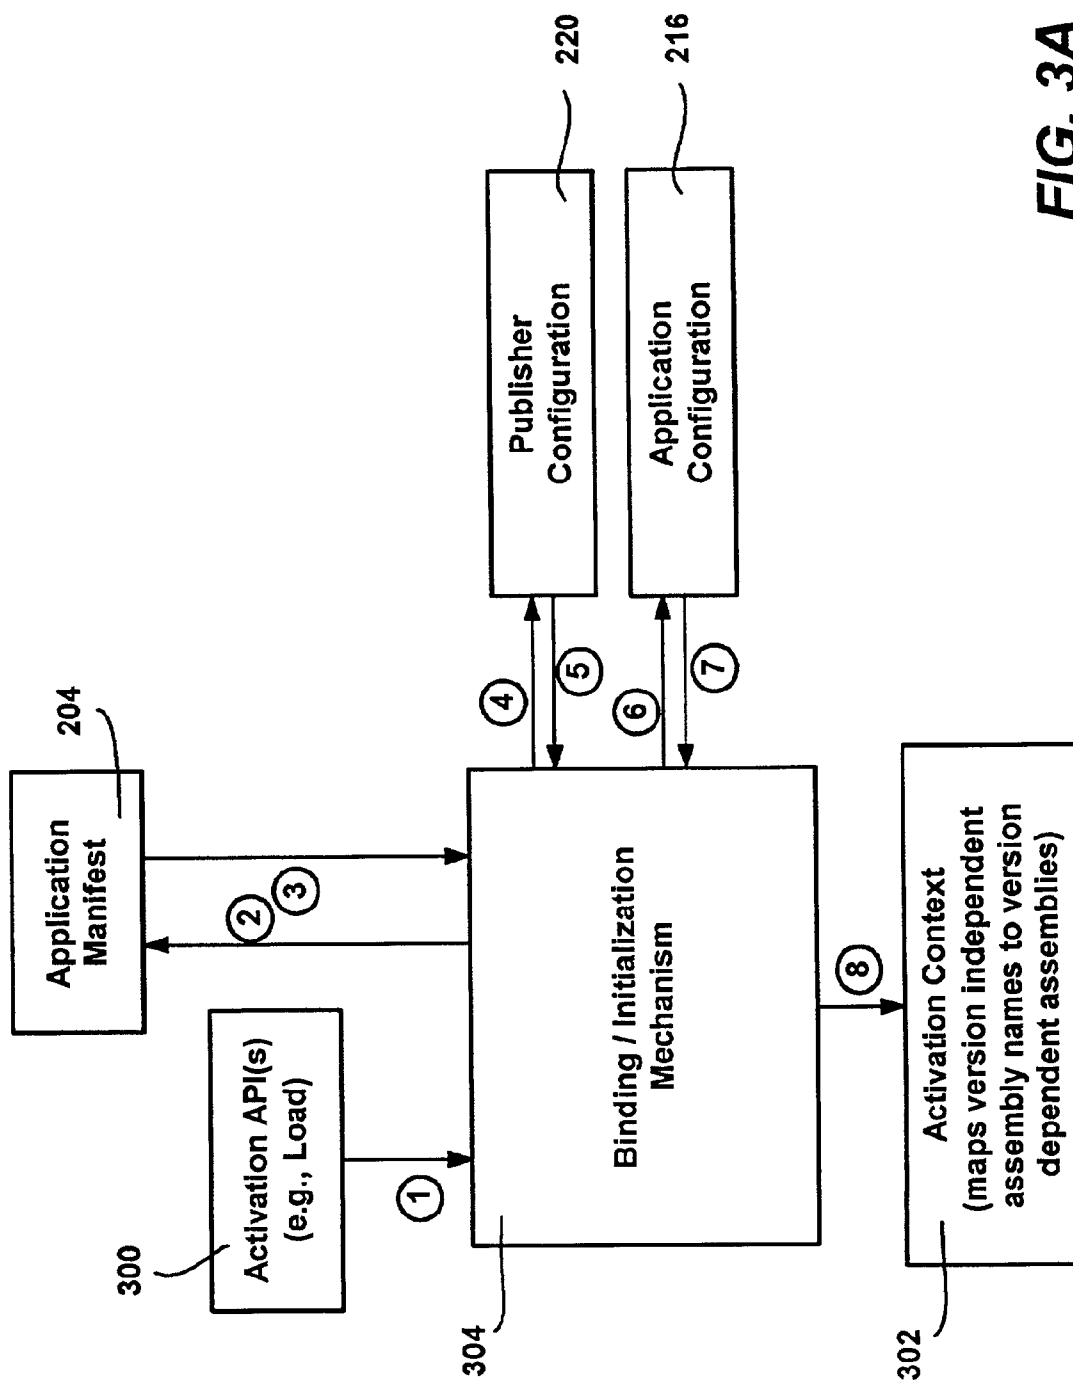 300
Activation API(s)
(e.g., Load)
Application
Manifest
204
1
2
3
304
Binding / Initialization
Mechanism
4
5
Publisher
Configuration
220
6
7
Application
Configuration
216
8
302
Activation Context
(maps version independent
assembly names to version
dependent assemblies)
FIG. 3A